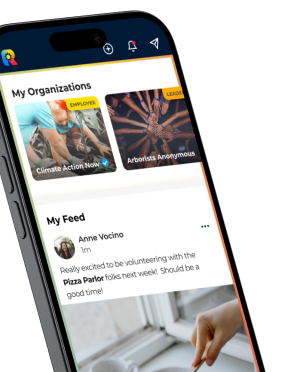 My Organizations
EMPLOYEE
LEADE
Climate Action Now
Arborists Anonymous
My Feed
Anne Vocino
1m
Really excited to be volunteering with the
Pizza Parlor folks next week! Should be a
good time!